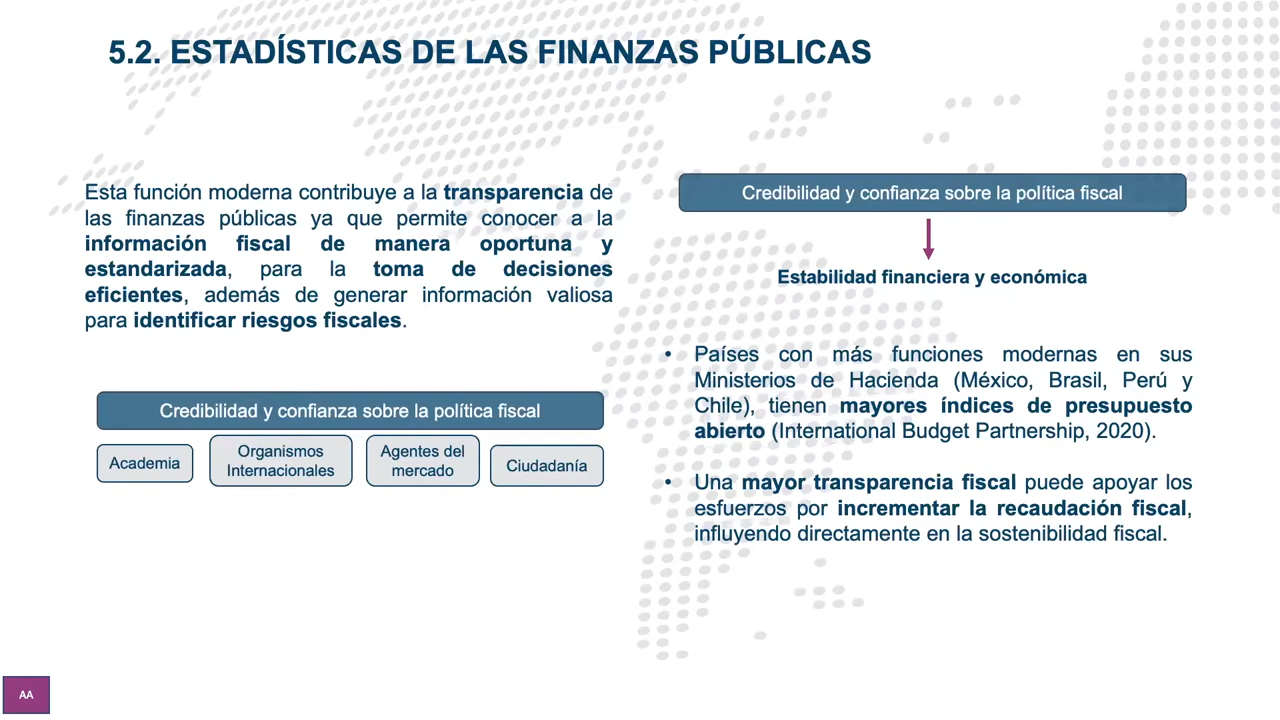 5.2. ESTADÍSTICAS DE LAS FINANZAS PÚBLICAS
Esta función moderna contribuye a la transparencia de
las finanzas públicas ya que permite conocer a la
información fiscal de manera oportuna y
estandarizada, para la toma de decisiones
eficientes, además de generar información valiosa
para identificar riesgos fiscales.
Credibilidad y confianza sobre la política fiscal
Academia
Organismos
Internacionales
Agentes del
mercado
Ciudadanía
Credibilidad y confianza sobre la política fiscal
Estabilidad financiera y económica
• Países con más funciones modernas en sus
Ministerios de Hacienda (México, Brasil, Perú y
Chile), tienen mayores índices de presupuesto
abierto (International Budget Partnership, 2020).
• Una mayor transparencia fiscal puede apoyar los
esfuerzos por incrementar la recaudación fiscal,
influyendo directamente en la sostenibilidad fiscal.
AA